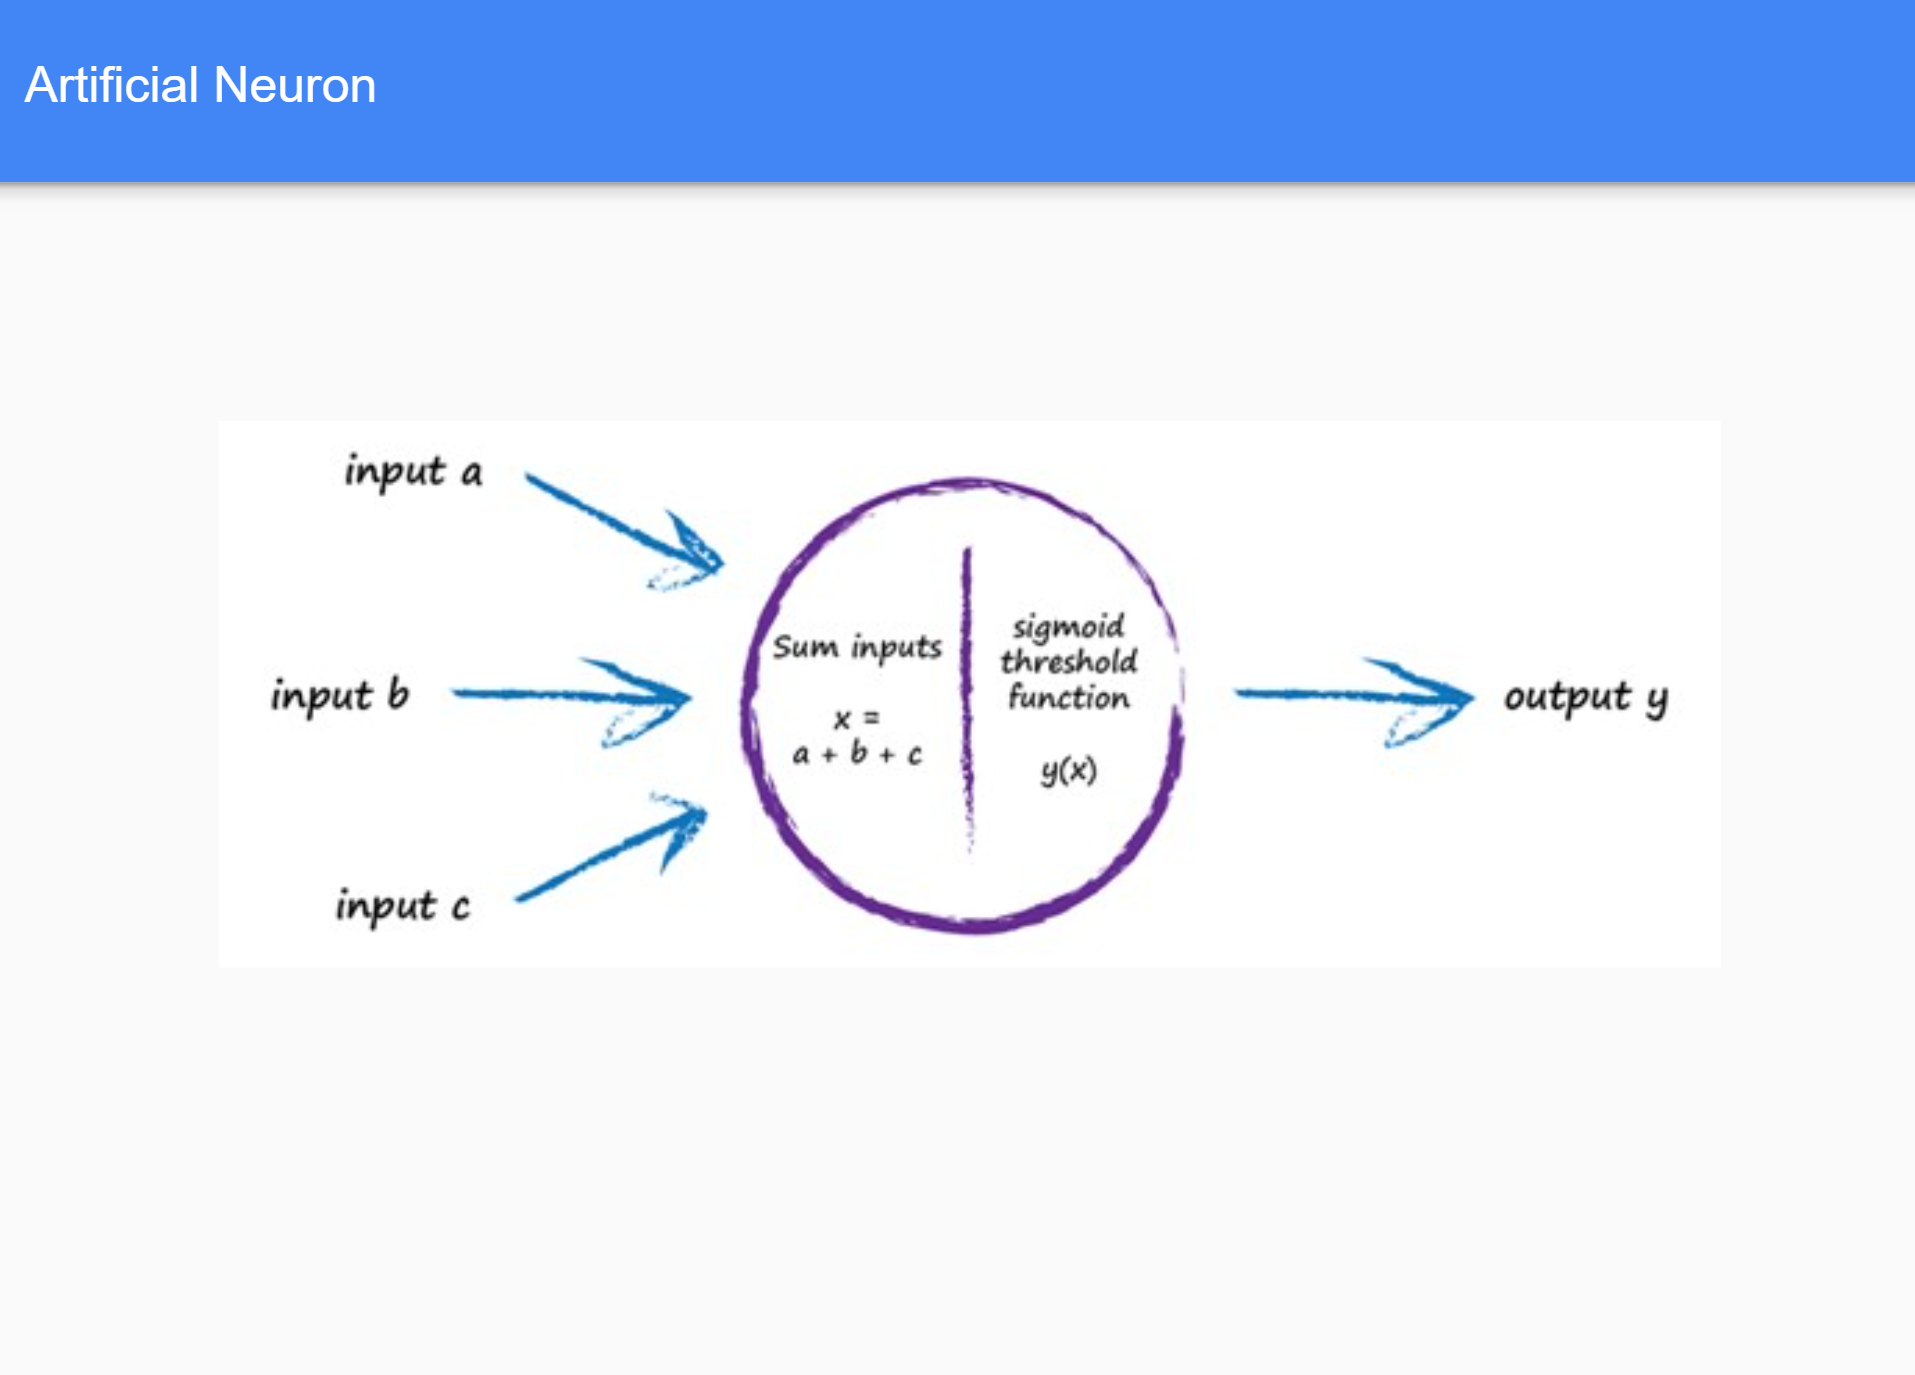 Artificial Neuron
input a
input b
input c
Sum inputs
x =
a + b + c
sigmoid
threshold
function
y(x)
output y